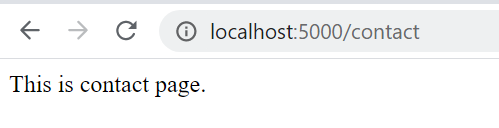 localhost:5000/contact
This is contact page.